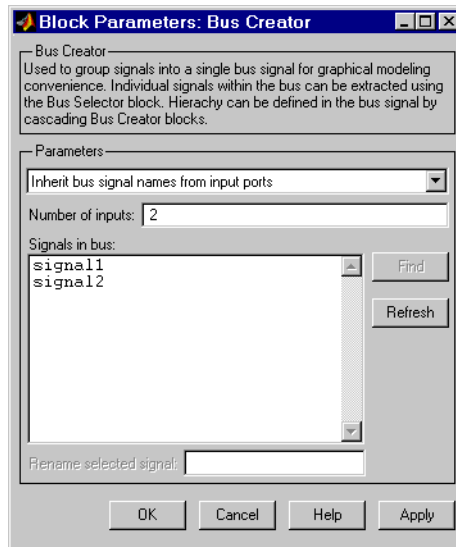 Block Parameters: Bus Creator
Bus Creator
Used to group signals into a single bus signal for graphical modeling
convenience. Individual signals within the bus can be extracted using
the Bus Selector block. Hierachy can be defined in the bus signal by
cascading Bus Creator blocks.
Parameters
Inherit bus signal names from input ports
Number of inputs: 2
Signals in bus:
signal1
signal2
Find
Refresh
Rename selected signal:
OK Cancel Help Apply